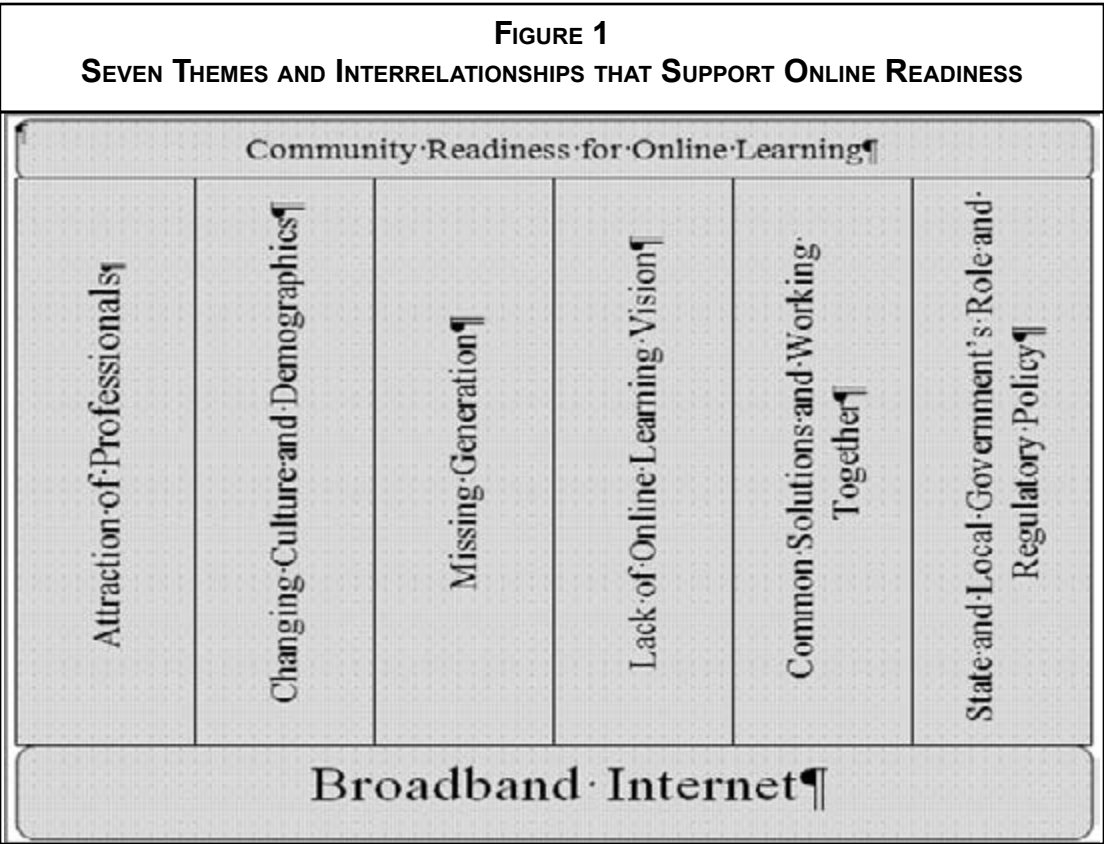 FIGURE 1
SEVEN THEMES AND INTERRELATIONSHIPS THAT SUPPORT ONLINE READINESS
¶
Community·Readiness·for·Online·Learning¶
Attraction·of·Professionals¶
Changing·Culture·and·Demographics¶
Missing·Generation¶
Lack·of·Online·Learning·Vision¶
Common·Solutions·and·Working·
Together¶
State·and·Local·Government's·Role·and·
Regulatory·Policy¶
Broadband·Internet¶